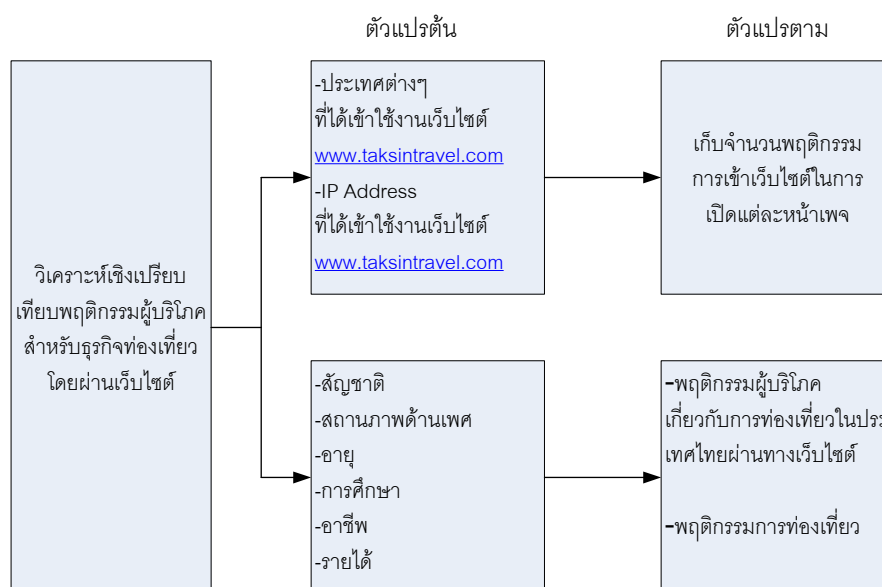 ตัวแปรต้น
ตัวแปรตาม
วิเคราะห์เชิงเปรียบ
เทียบพฤติกรรมผู้บริโภค
สำหรับธุรกิจท่องเที่ยว
โดยผ่านเว็บไซต์
-ประเทศต่างๆ
ที่ได้เข้าใช้งานเว็บไซต์
www.taksintravel.com
-IP Address
ที่ได้เข้าใช้งานเว็บไซต์
www.taksintravel.com
เก็บจำนวนพฤติกรรม
การเข้าเว็บไซต์ในการ
เปิดแต่ละหน้าเพจ
-สัญชาติ
-สถานภาพด้านเพศ
-อายุ
-การศึกษา
-อาชีพ
-รายได้
-พฤติกรรมผู้บริโภค
เกี่ยวกับการท่องเที่ยวในประ
เทศไทยผ่านทางเว็บไซต์
-พฤติกรรมการท่องเที่ยว